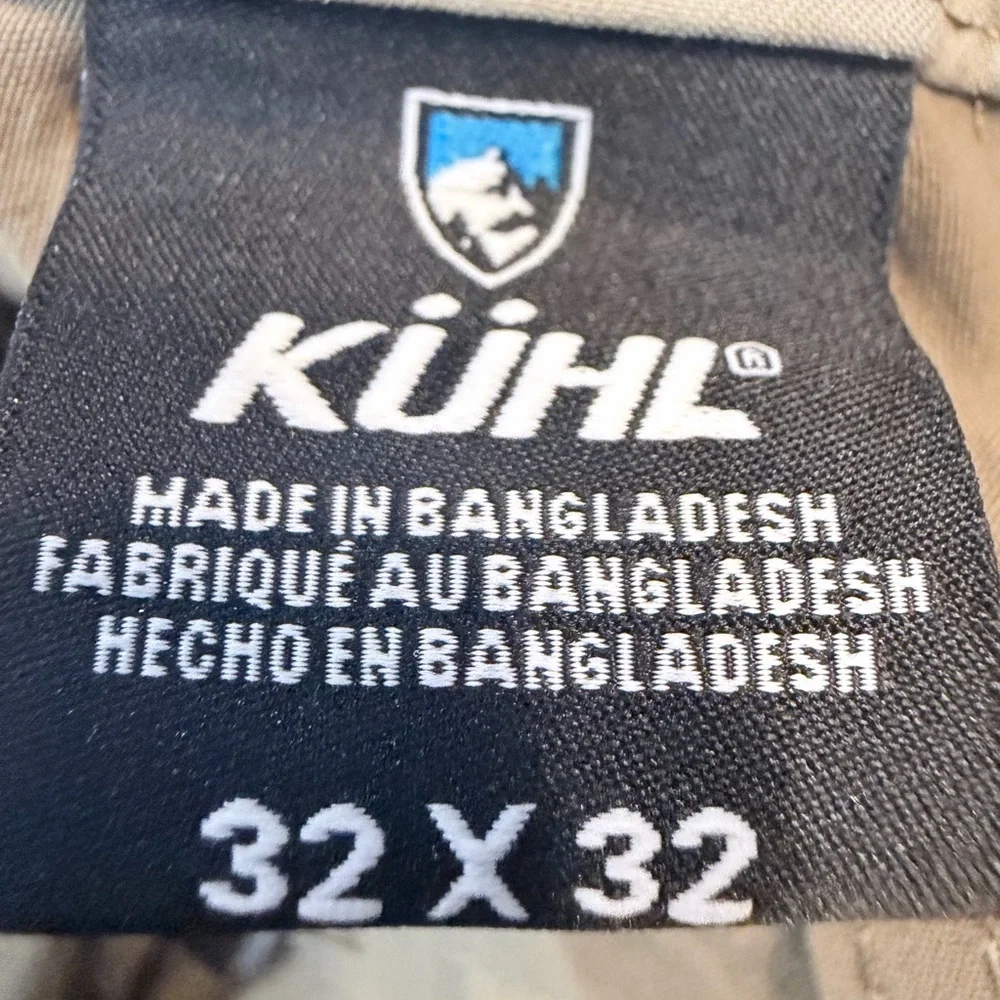 KÜHL®
MADE IN BANGLADESH
FABRIQUÉ AU BANGLADESH
HECHO EN BANGLADESH
32 X 32